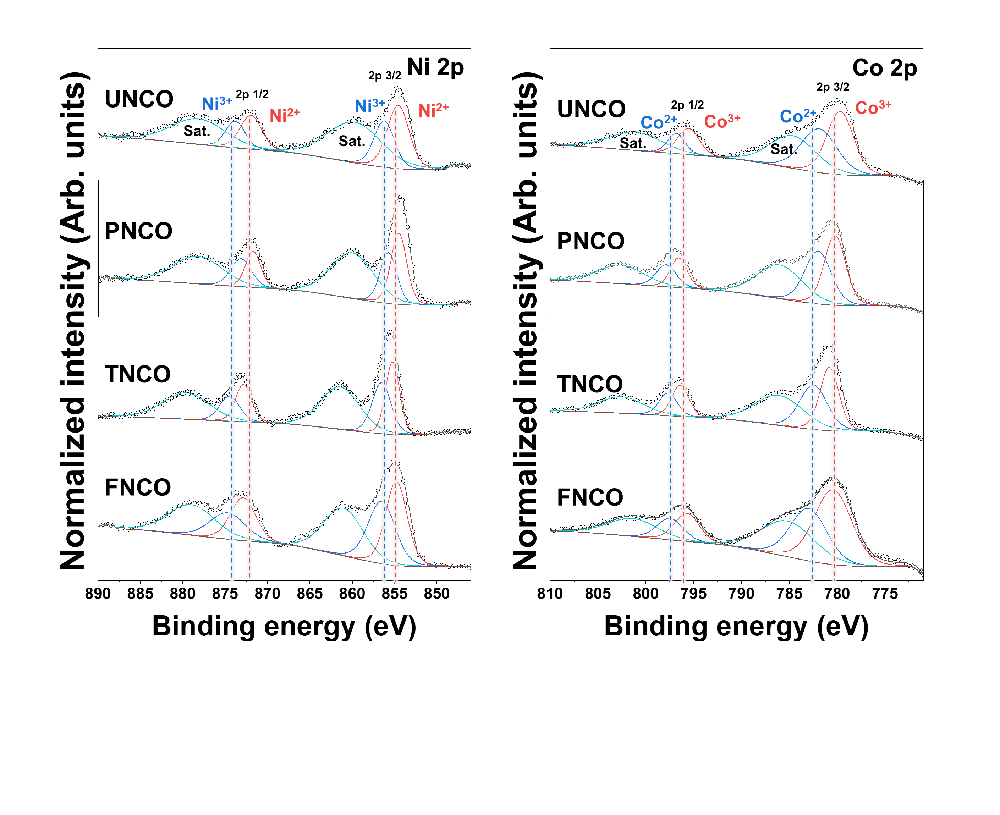 Normalized intensity (Arb. units)
Ni 2p
2p 3/2
UNCO
Ni3+
2p 1/2
Ni2+
Ni3+
Ni2+
Sat.
Sat.
PNCO
TNCO
FNCO
890 885 880 875 870 865 860 855 850
Binding energy (eV)
Normalized intensity (Arb. units)
Co 2p
2p 3/2
UNCO
Co2+
2p 1/2
Co3+
Co2+
Co3+
Sat.
Sat.
PNCO
TNCO
FNCO
810 805 800 795 790 785 780 775
Binding energy (eV)